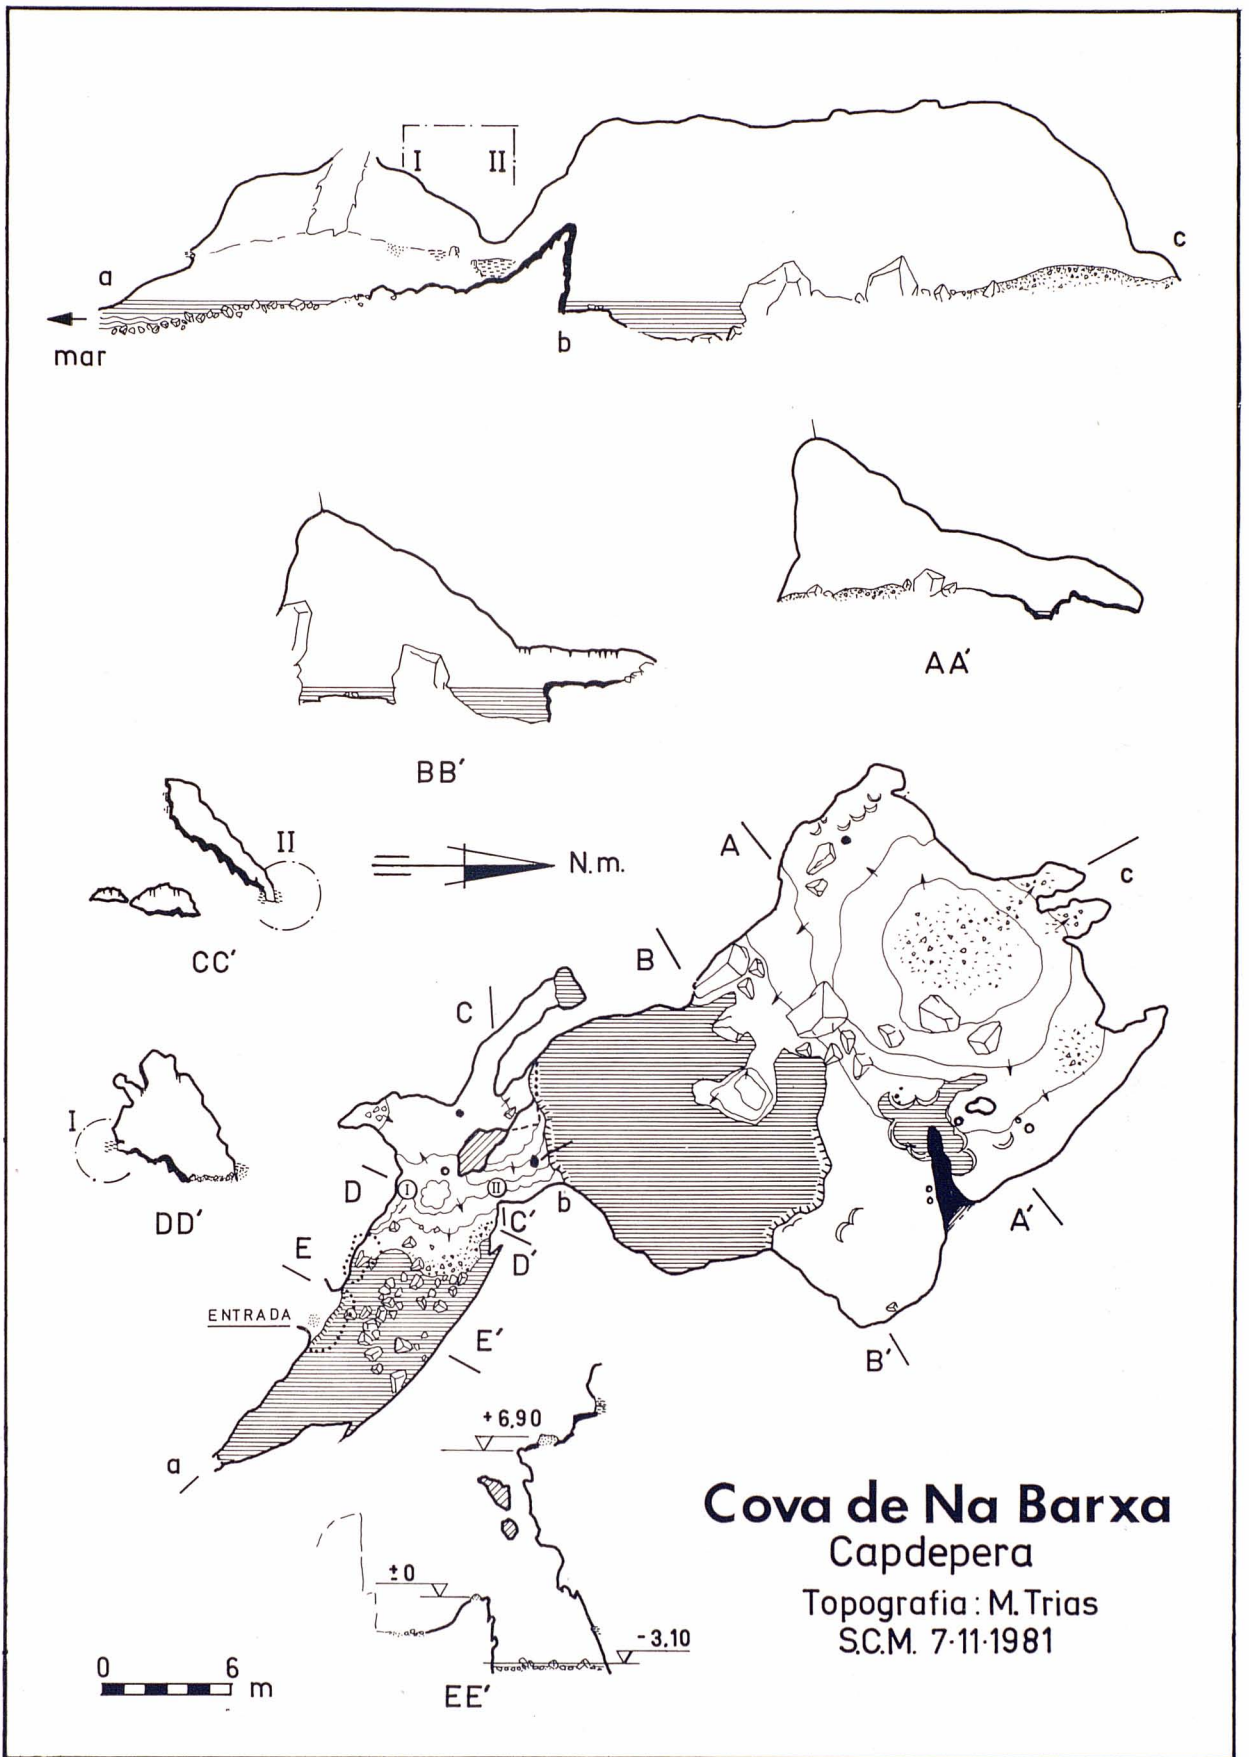 I II
a
c
mar
b
AA′
BB′
II
N.m.
CC′
A
c
B
C
I
DD′
D
I
II
C′
b
A′
E
D′
ENTRADA
E′
B′
a
+6,90
±0
-3,10
EE′
0 6 m
Cova de Na Barxa
Capdepera
Topografia: M. Trias
S.C.M. 7·11·1981